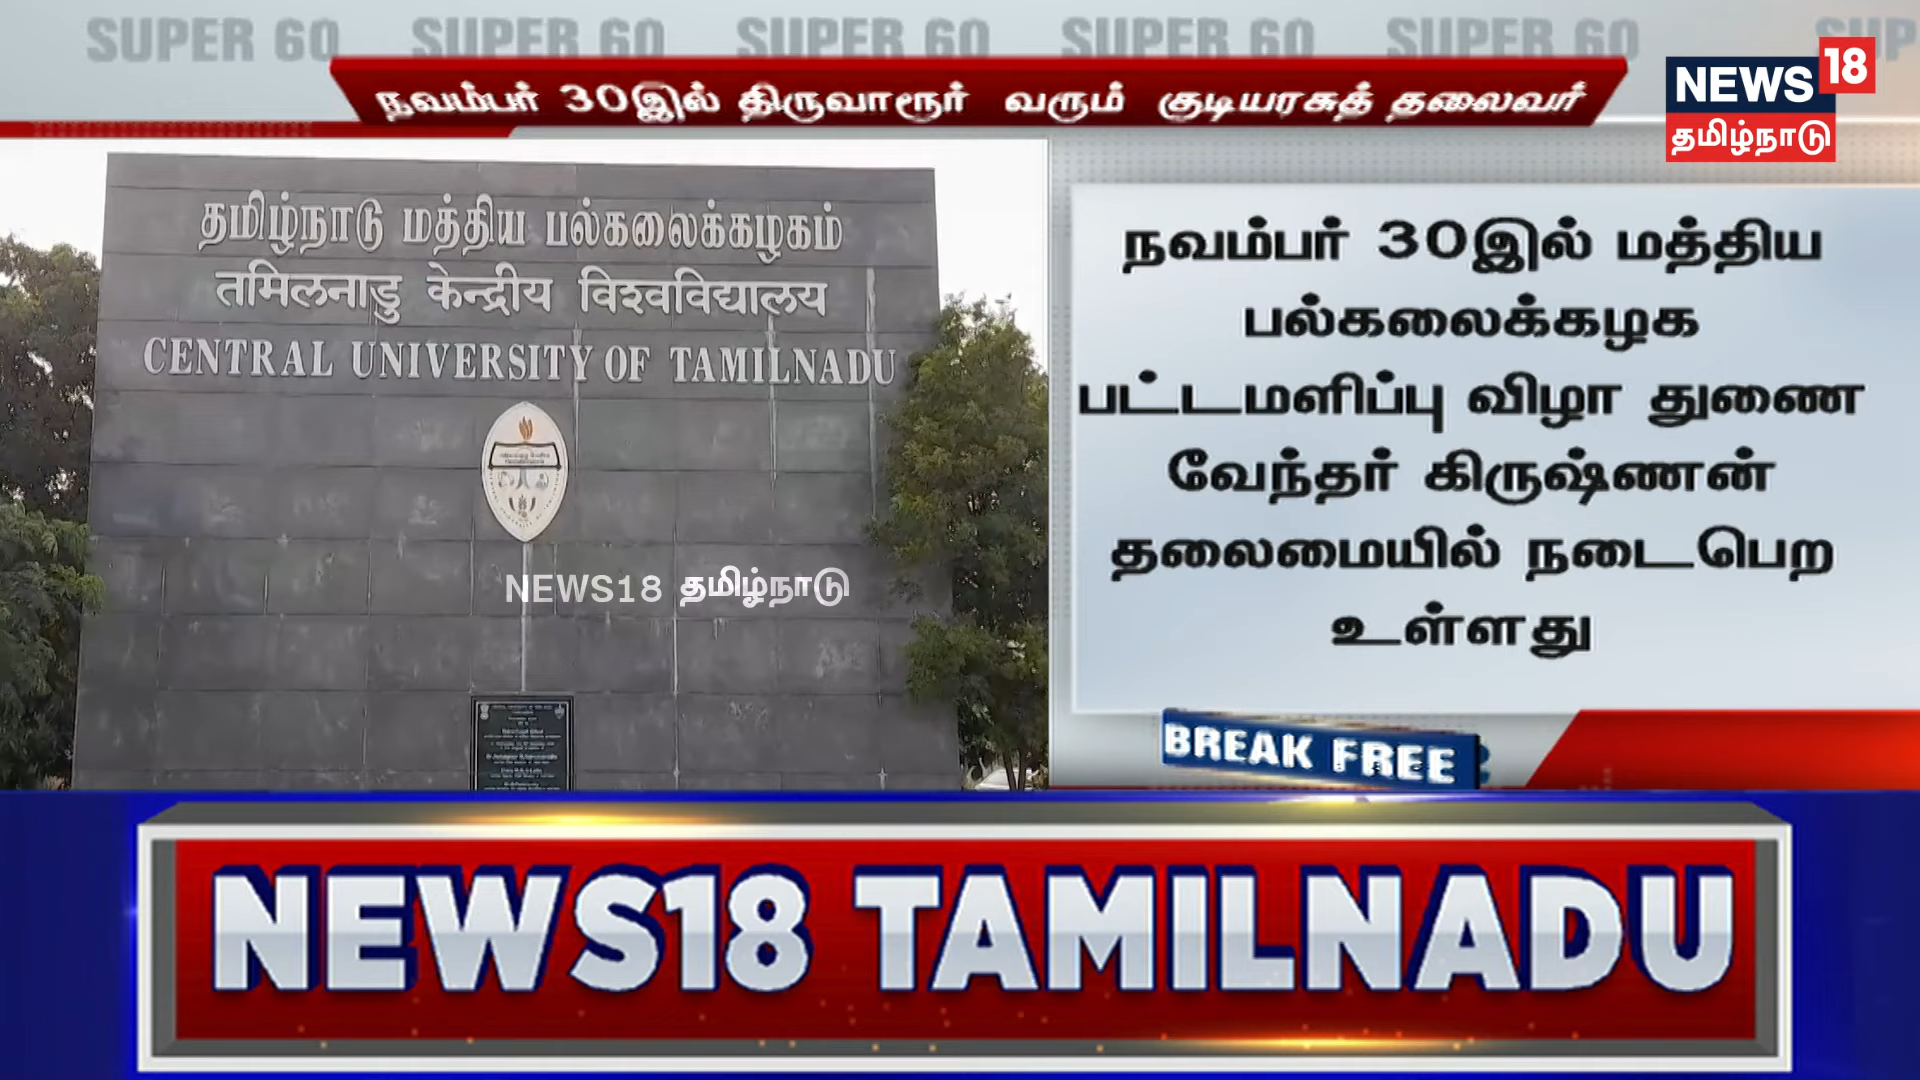 SUPER 60 SUPER 60 SUPER 60 SUPER 60 SUPER 60 SUP
நவம்பர் 30இல் திருவாரூர் வரும் குடியரசுத் தலைவர்
NEWS 18
தமிழ்நாடு
தமிழ்நாடு மத்திய பல்கலைக்கழகம்
तमिलनाडु केन्द्रीय विश्वविद्यालय
CENTRAL UNIVERSITY OF TAMILNADU
NEWS18 தமிழ்நாடு
நவம்பர் 30இல் மத்திய
பல்கலைக்கழக
பட்டமளிப்பு விழா துணை
வேந்தர் கிருஷ்ணன்
தலைமையில் நடைபெற
உள்ளது
BREAK FREE
NEWS18 TAMILNADU